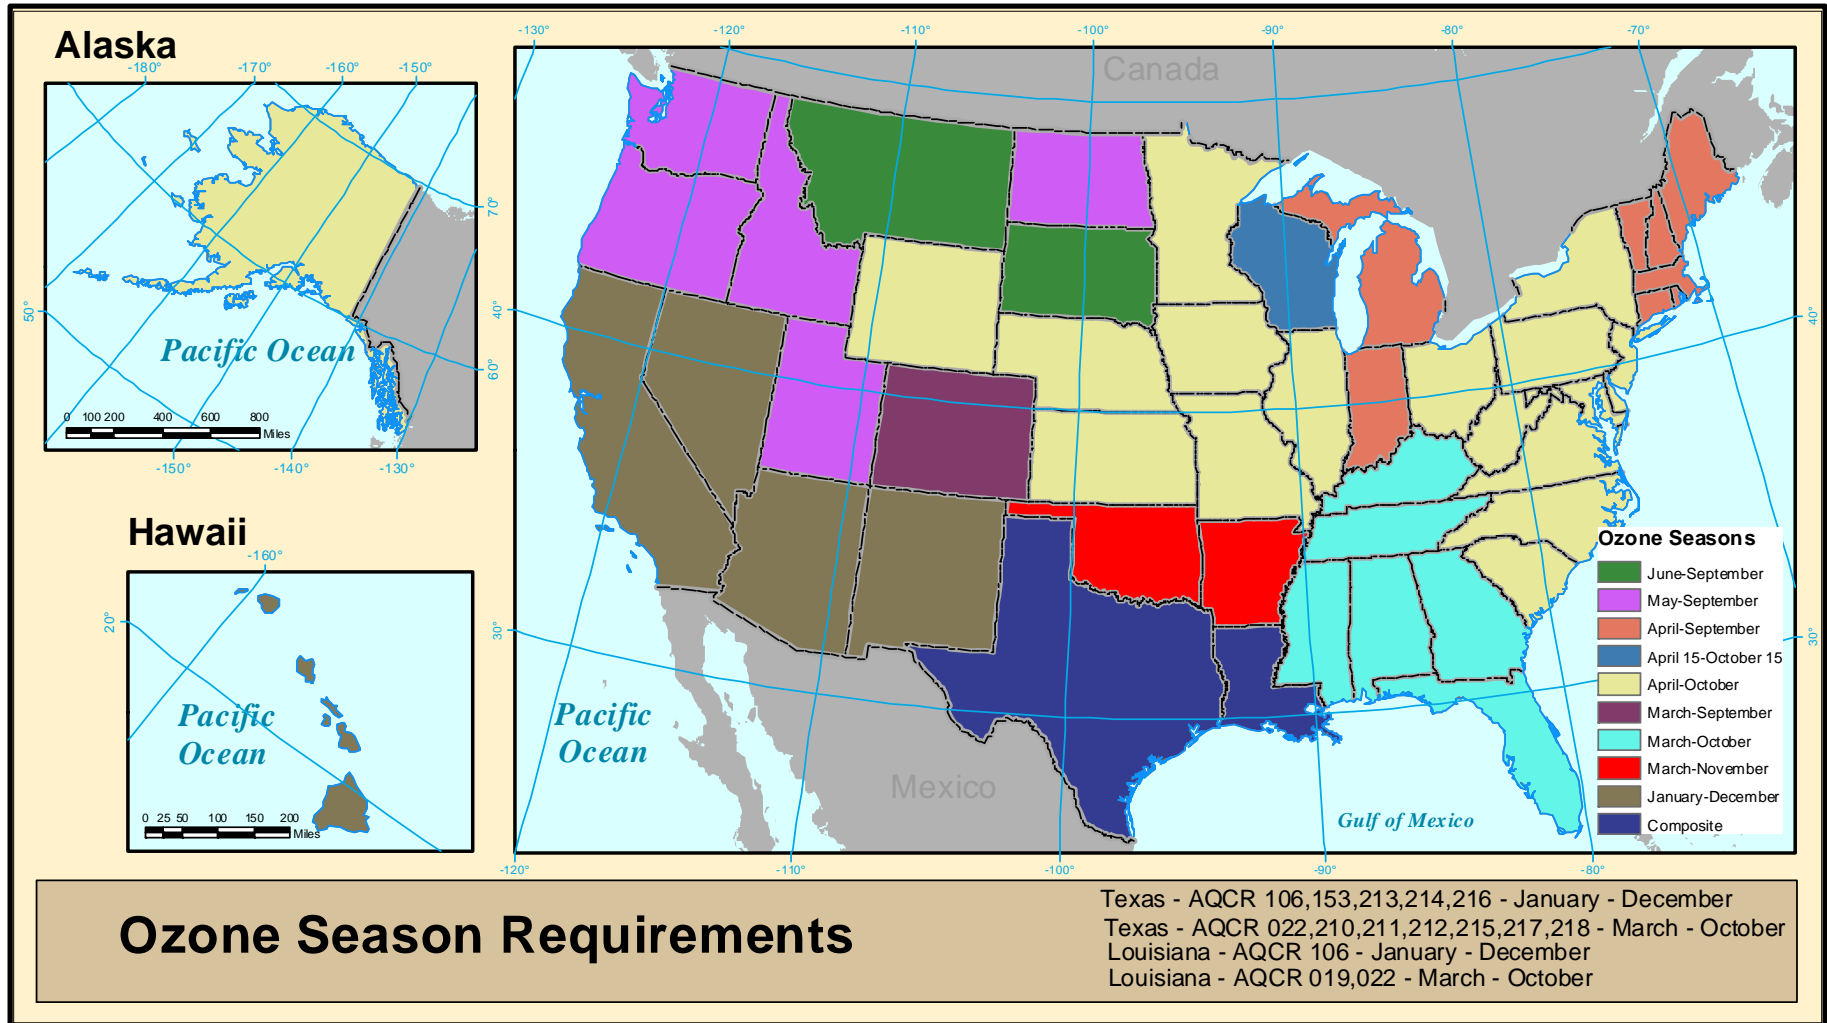 Alaska
-180°
-170°
-160°
-150°
70°
60°
50°
-150°
-140°
-130°
Pacific Ocean
0 100 200 400 600 800
Miles
Hawaii
-160°
20°
Pacific
Ocean
0 25 50 100 150 200
Miles
-130°
-120°
-110°
-100°
-90°
-80°
-70°
Canada
40°
40°
30°
30°
Pacific
Ocean
Mexico
Gulf of Mexico
-120°
-110°
-100°
-90°
-80°
Ozone Seasons
June-September
May-September
April-September
April 15-October 15
April-October
March-September
March-October
March-November
January-December
Composite
Ozone Season Requirements
Texas - AQCR 106,153,213,214,216 - January - December
Texas - AQCR 022,210,211,212,215,217,218 - March - October
Louisiana - AQCR 106 - January - December
Louisiana - AQCR 019,022 - March - October